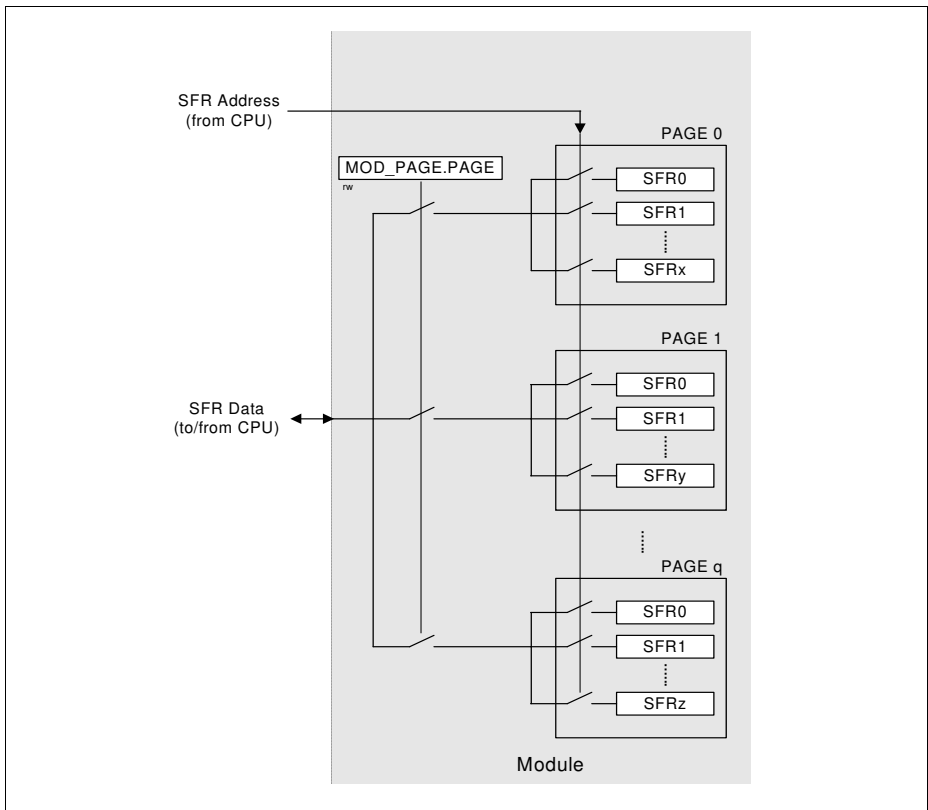 SFR Address
(from CPU)
PAGE 0
MOD_PAGE.PAGE
rw
SFR0
SFR1
SFRx
PAGE 1
SFR0
SFR1
SFRy
SFR Data
(to/from CPU)
PAGE q
SFR0
SFR1
SFRz
Module